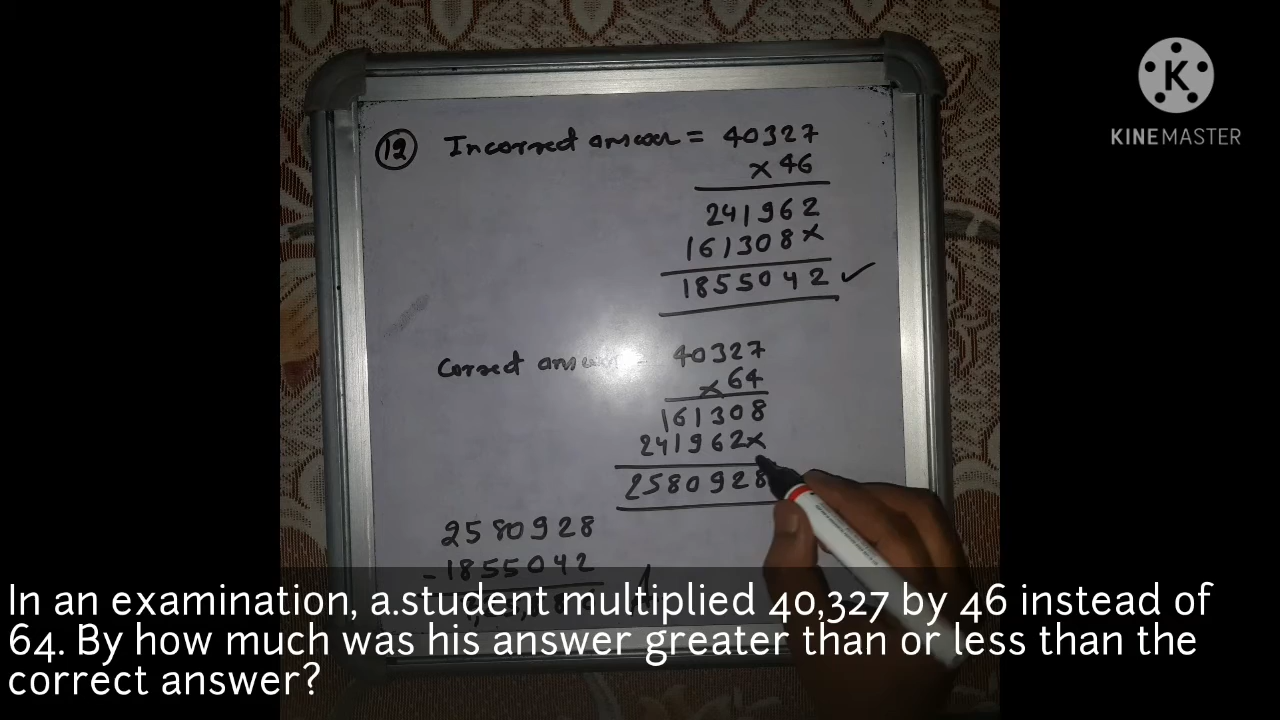 KINEMASTER
12 Incorrect answer = 40327
×46
241962
161308×
1855042 ✓
Correct answer 40327
×64
161308
241962×
2580928
2580928
- 1855042
In an examination, a.student multiplied 40,327 by 46 instead of
64. By how much was his answer greater than or less than the
correct answer?